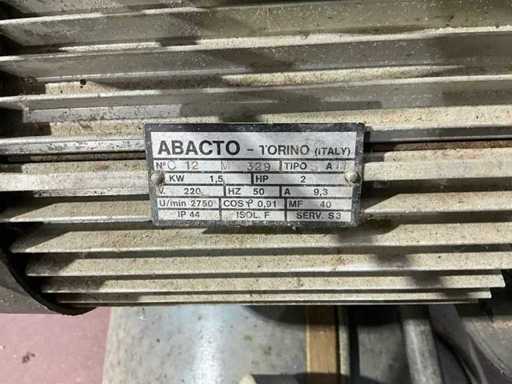 ABACTO - TORINO (ITALY)
N°C 12 M 329 TIPO A
KW 1,5 HP 2
V. 220 HZ 50 A 9,3
U/min 2750 COSφ 0,91 MF 40
IP 44 ISOL. F SERV. S3